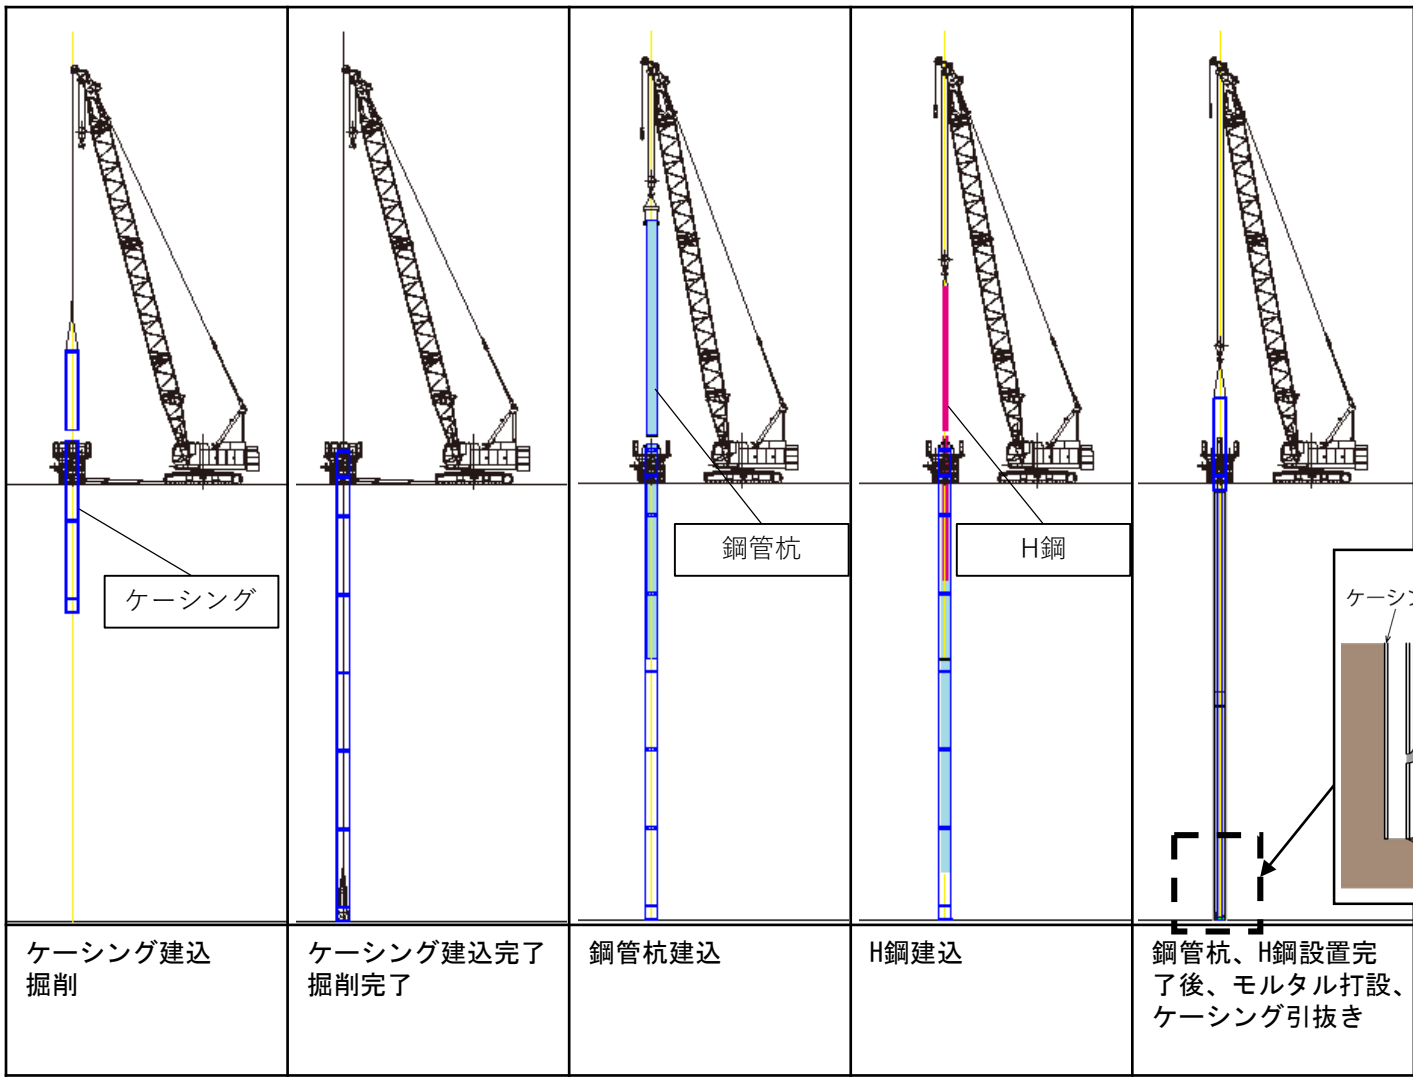 ケーシング
鋼管杭
H鋼
ケーシ
ケーシング建込
掘削
ケーシング建込完了
掘削完了
鋼管杭建込
H鋼建込
鋼管杭、H鋼設置完
了後、モルタル打設、
ケーシング引抜き